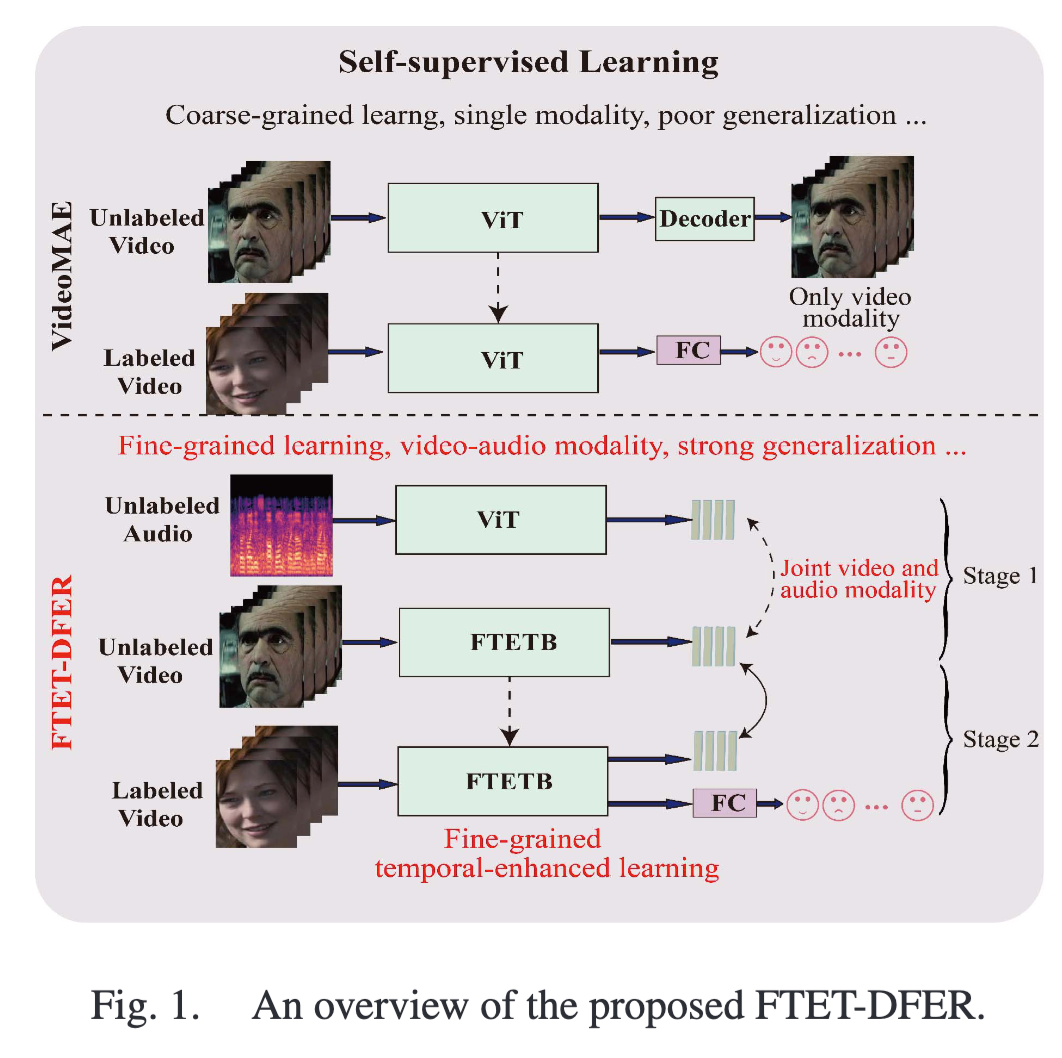 Self-supervised Learning
Coarse-grained learng, single modality, poor generalization ...
VideoMAE
Unlabeled
Video
ViT
Decoder
Only video
modality
Labeled
Video
ViT
FC
...
Fine-grained learning, video-audio modality, strong generalization ...
FTET-DFER
Unlabeled
Audio
ViT
Joint video and
audio modality
Stage 1
Unlabeled
Video
FTETB
Stage 2
Labeled
Video
FTETB
FC
...
Fine-grained
temporal-enhanced learning
Fig. 1. An overview of the proposed FTET-DFER.